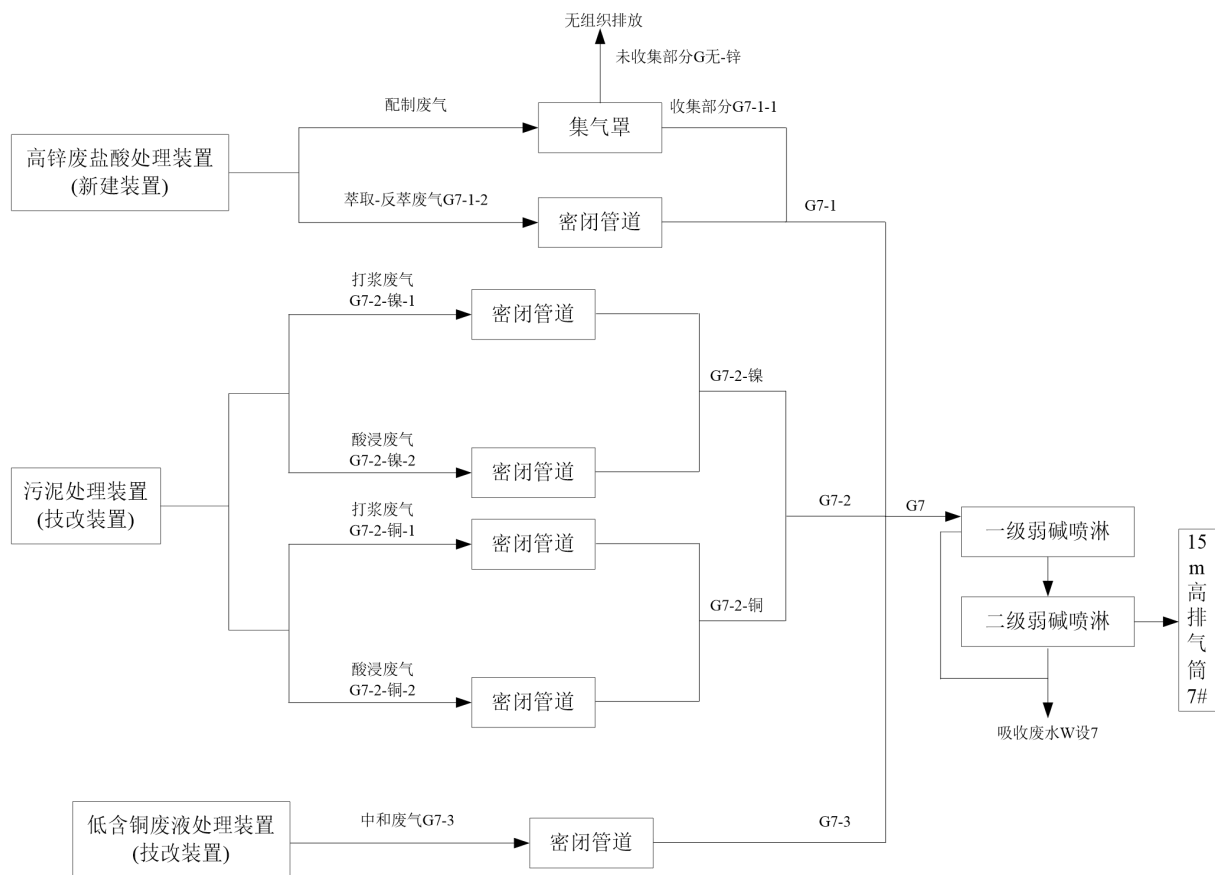 无组织排放
未收集部分G无-锌
配制废气
收集部分G7-1-1
集气罩
高锌废盐酸处理装置
(新建装置)
萃取-反萃废气G7-1-2
密闭管道
G7-1
打浆废气
G7-2-镍-1
密闭管道
G7-2-镍
酸浸废气
G7-2-镍-2
密闭管道
污泥处理装置
(技改装置)
打浆废气
G7-2-铜-1
密闭管道
G7-2
G7
一级弱碱喷淋
二级弱碱喷淋
15
m
高
排
气
筒
7#
G7-2-铜
酸浸废气
G7-2-铜-2
密闭管道
吸收废水W设7
低含铜废液处理装置
(技改装置)
中和废气G7-3
密闭管道
G7-3